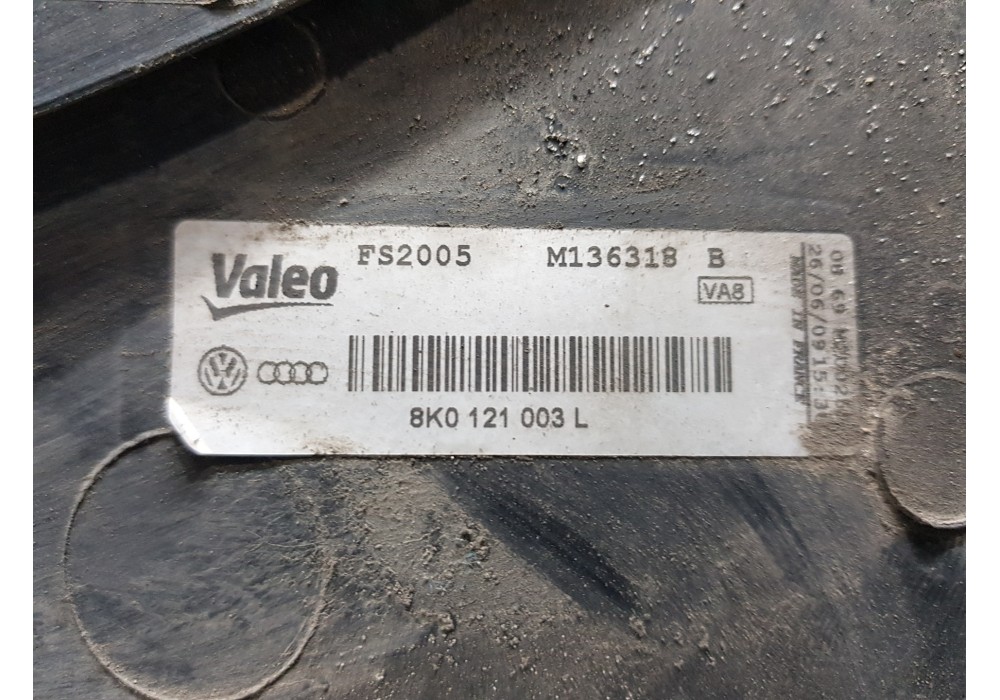 Valeo
FS2005 M136318 B
VA8
8K0 121 003 L
MADE IN FRANCE
26/06/09 15:3